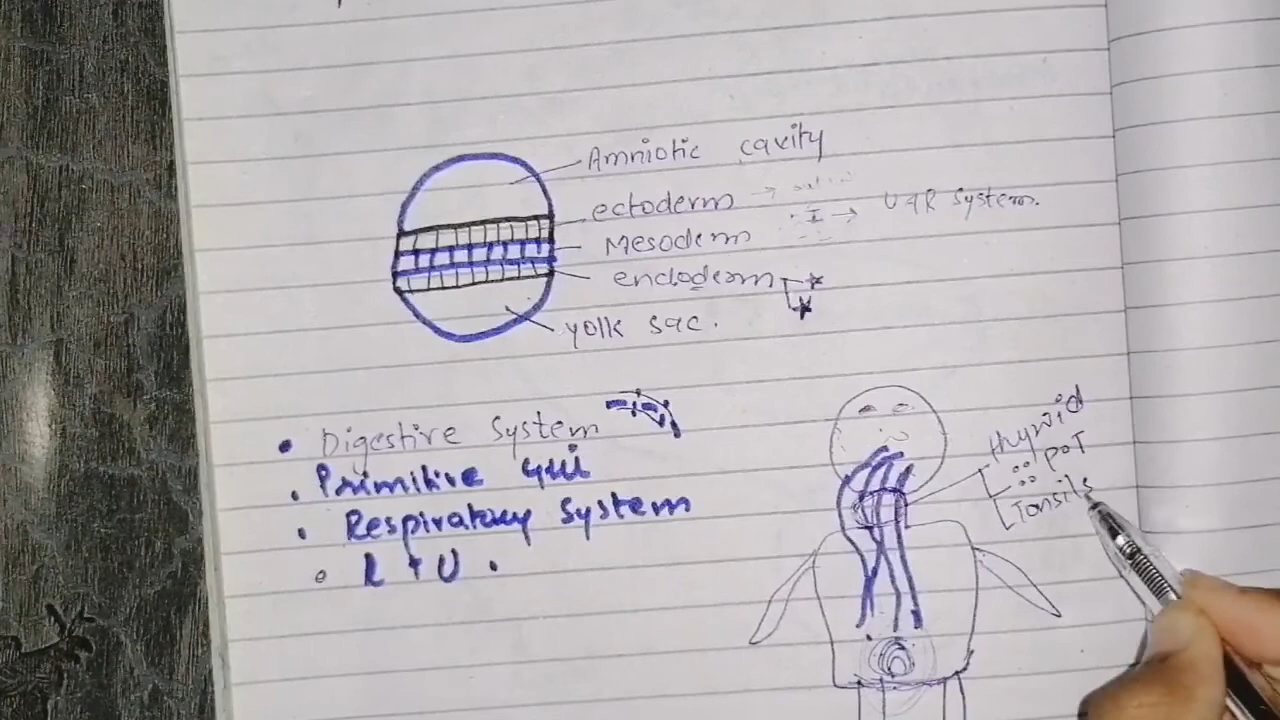 Amniotic cavity
ectoderm →
I → U & R System.
Mesoderm
endoderm
yolk sac.
• Digestive System
• Primitive gut
• Respiratory System
• R + U .
thyroid
POT
Tonsils